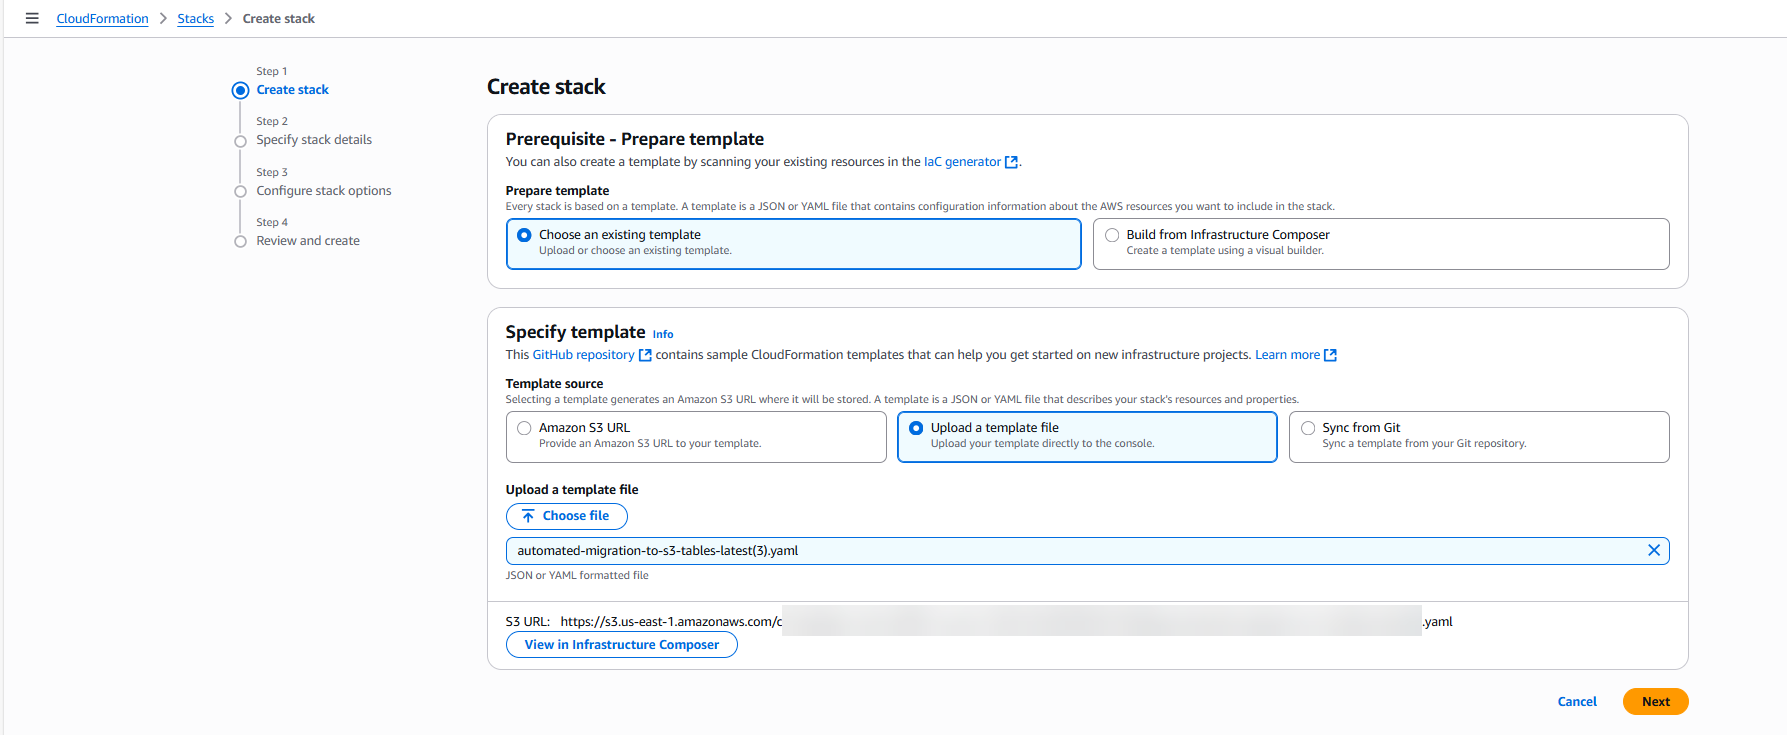 CloudFormation > Stacks > Create stack
Step 1
Create stack
Step 2
Specify stack details
Step 3
Configure stack options
Step 4
Review and create
Create stack
Prerequisite - Prepare template
You can also create a template by scanning your existing resources in the IaC generator.
Prepare template
Every stack is based on a template. A template is a JSON or YAML file that contains configuration information about the AWS resources you want to include in the stack.
Choose an existing template
Upload or choose an existing template.
Build from Infrastructure Composer
Create a template using a visual builder.
Specify template Info
This GitHub repository contains sample CloudFormation templates that can help you get started on new infrastructure projects. Learn more
Template source
Selecting a template generates an Amazon S3 URL where it will be stored. A template is a JSON or YAML file that describes your stack's resources and properties.
Amazon S3 URL
Provide an Amazon S3 URL to your template.
Upload a template file
Upload your template directly to the console.
Sync from Git
Sync a template from your Git repository.
Upload a template file
Choose file
automated-migration-to-s3-tables-latest(3).yaml
JSON or YAML formatted file
S3 URL: https://s3.us-east-1.amazonaws.com/c .yaml
View in Infrastructure Composer
Cancel
Next